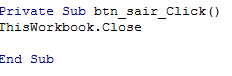 Private Sub btn_sair_Click()
ThisWorkbook.Close
End Sub